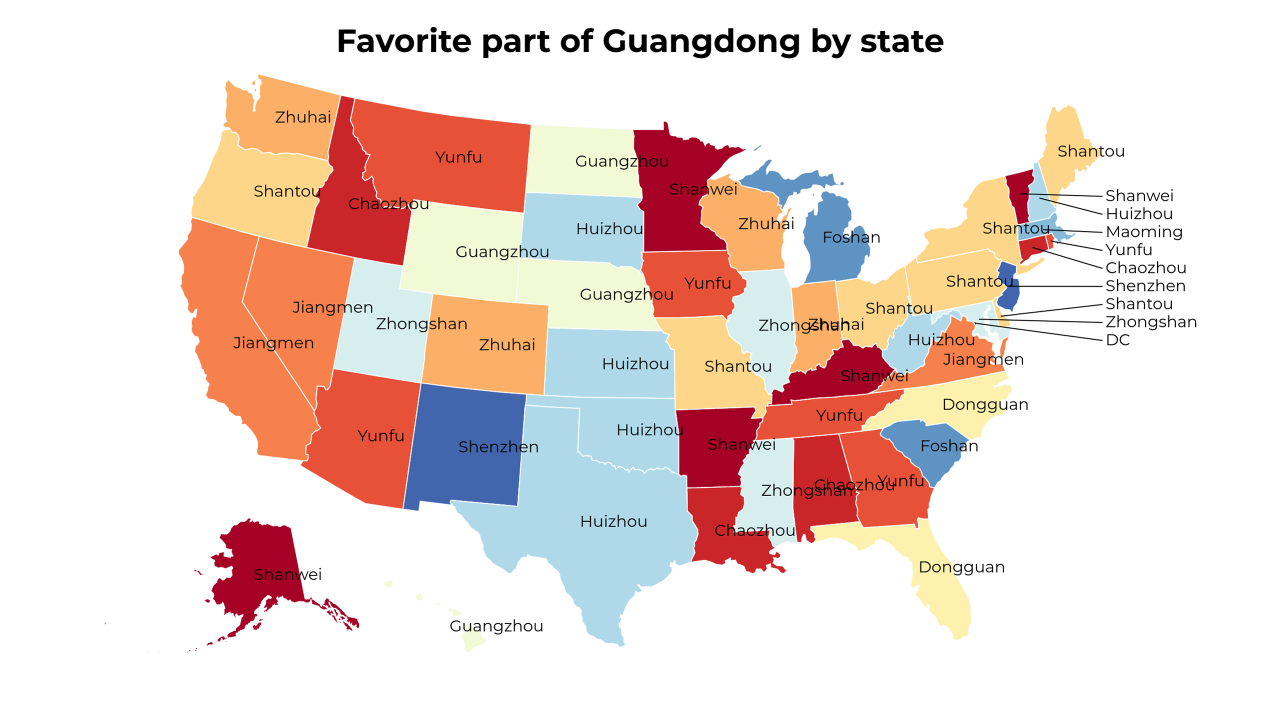 Favorite part of Guangdong by state
Zhuhai
Shantou
Yunfu
Guangzhou
Shanwei
Shantou
Chaozhou
Huizhou
Zhuhai
Foshan
Shantou
Shanwei
Huizhou
Maoming
Yunfu
Chaozhou
Shenzhen
Shantou
Zhongshan
DC
Guangzhou
Guangzhou
Yunfu
Shantou
Jiangmen
Zhongshan
Zhongshan
Zhuhai
Shantou
Jiangmen
Zhuhai
Huizhou
Jiangmen
Huizhou
Shantou
Shanwei
Dongguan
Yunfu
Huizhou
Yunfu
Shenzhen
Shanwei
Foshan
Zhongshan
Chaozhou
Yunfu
Huizhou
Chaozhou
Shanwei
Dongguan
Guangzhou